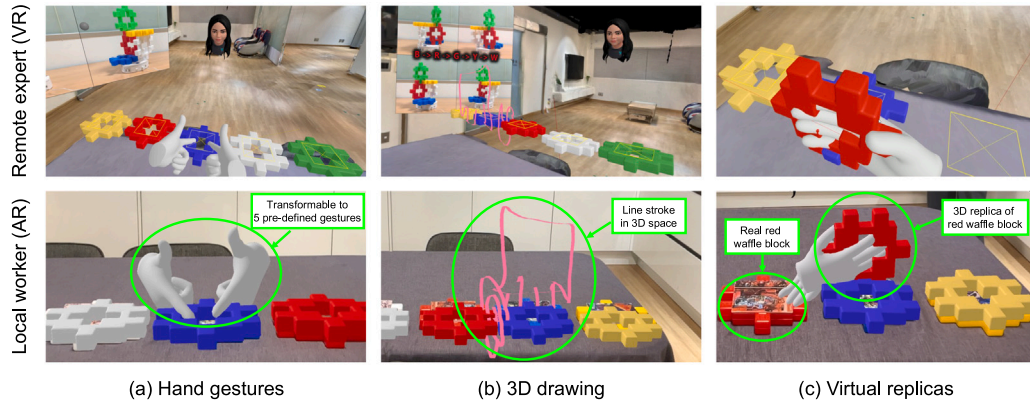 Remote expert (VR)
Local worker (AR)
R > K > G > Y > W
Transformable to
5 pre-defined gestures
Line stroke
in 3D space
Real red
waffle block
3D replica of
red waffle block
(a) Hand gestures
(b) 3D drawing
(c) Virtual replicas